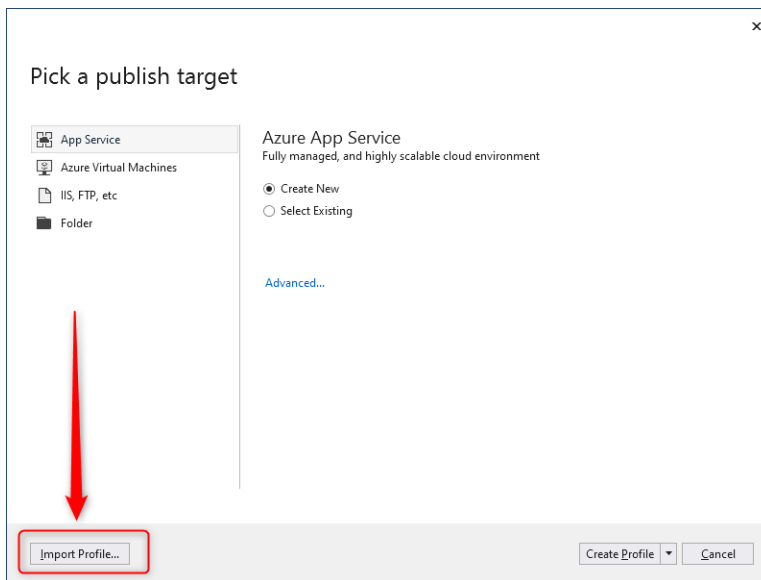 Pick a publish target
App Service
Azure Virtual Machines
IIS, FTP, etc
Folder
Azure App Service
Fully managed, and highly scalable cloud environment
Create New
Select Existing
Advanced...
Import Profile...
Create Profile
Cancel